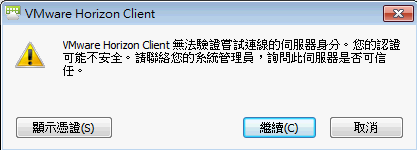 VMware Horizon Client
VMware Horizon Client 無法驗證嘗試連線的伺服器身分。您的認證
可能不安全。請聯絡您的系統管理員，詢問此伺服器是否可信
任。
顯示憑證(S)
繼續(C)
取消